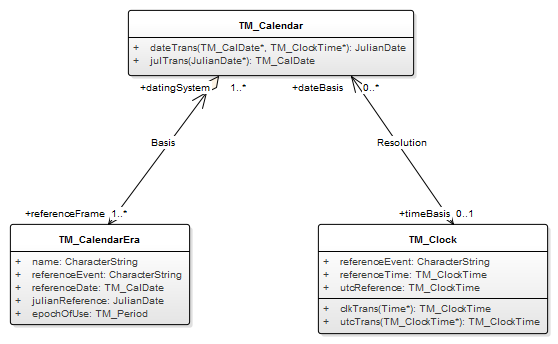 TM_Calendar
+ dateTrans(TM_CalDate*, TM_ClockTime*): JulianDate
+ julTrans(JulianDate*): TM_CalDate
+datingSystem 1..* +dateBasis 0..*
Basis Resolution
+referenceFrame 1..* +timeBasis 0..1
TM_CalendarEra
+ name: CharacterString
+ referenceEvent: CharacterString
+ referenceDate: TM_CalDate
+ julianReference: JulianDate
+ epochOfUse: TM_Period
TM_Clock
+ referenceEvent: CharacterString
+ referenceTime: TM_ClockTime
+ utcReference: TM_ClockTime
+ clkTrans(Time*): TM_ClockTime
+ utcTrans(TM_ClockTime*): TM_ClockTime